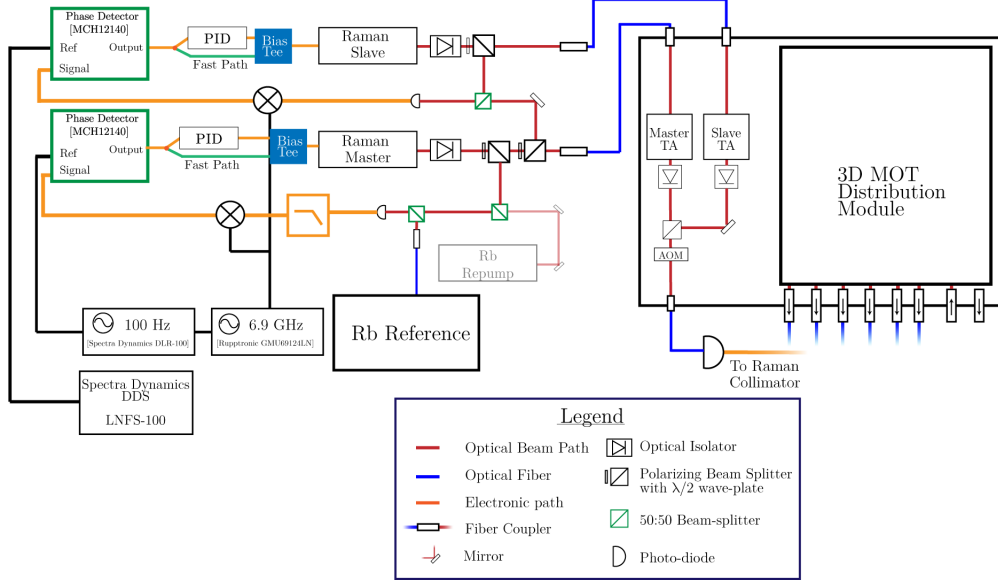 Phase Detector
[MCH12140]
Ref
Output
Signal
PID
Fast Path
Bias
Tee
Raman
Slave
Phase Detector
[MCH12140]
Ref
Output
Signal
PID
Fast Path
Bias
Tee
Raman
Master
Rb
Repump
Rb Reference
100 Hz
[Spectra Dynamics DLR-100]
6.9 GHz
[Rupptronic GMU69124LN]
Spectra Dynamics
DDS
LNFS-100
Master
TA
Slave
TA
AOM
3D MOT
Distribution
Module
To Raman
Collimator
Legend
Optical Beam Path
Optical Fiber
Electronic path
Fiber Coupler
Mirror
Optical Isolator
Polarizing Beam Splitter
with λ/2 wave-plate
50:50 Beam-splitter
Photo-diode